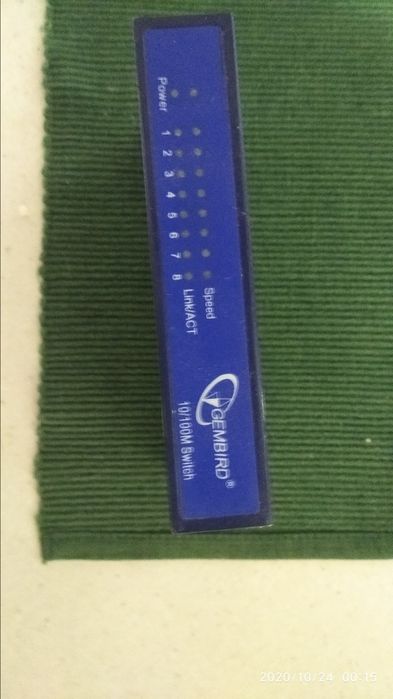 Power
1 2 3 4 5 6 7 8
Speed
Link/ACT
GEMBIRD®
10/100M Switch
2020/10/24 00:15